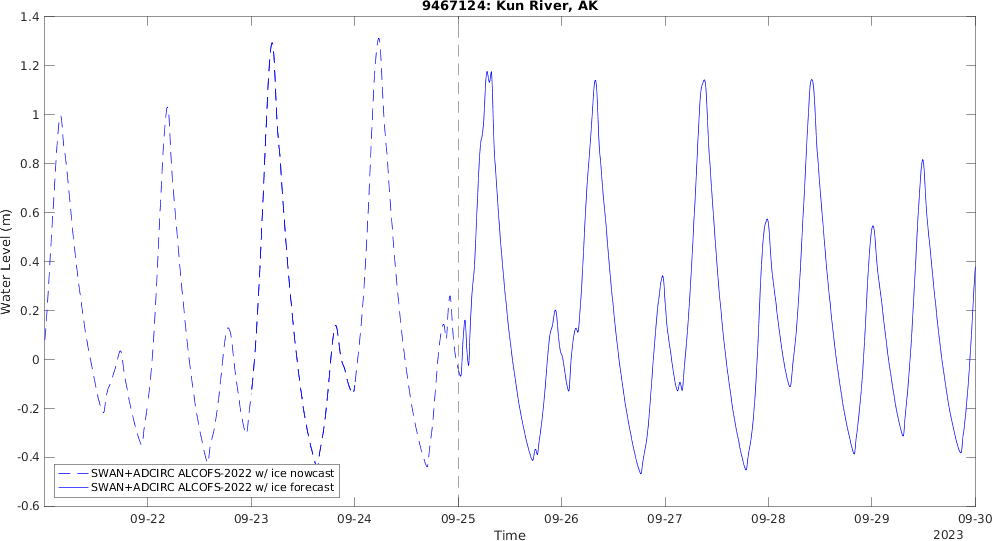 9467124: Kun River, AK
1.4
1.2
1
0.8
0.6
0.4
0.2
0
-0.2
-0.4
-0.6
Water Level (m)
SWAN+ADCIRC ALCOFS-2022 w/ ice nowcast
SWAN+ADCIRC ALCOFS-2022 w/ ice forecast
09-22 09-23 09-24 09-25 09-26 09-27 09-28 09-29 09-30
Time
2023